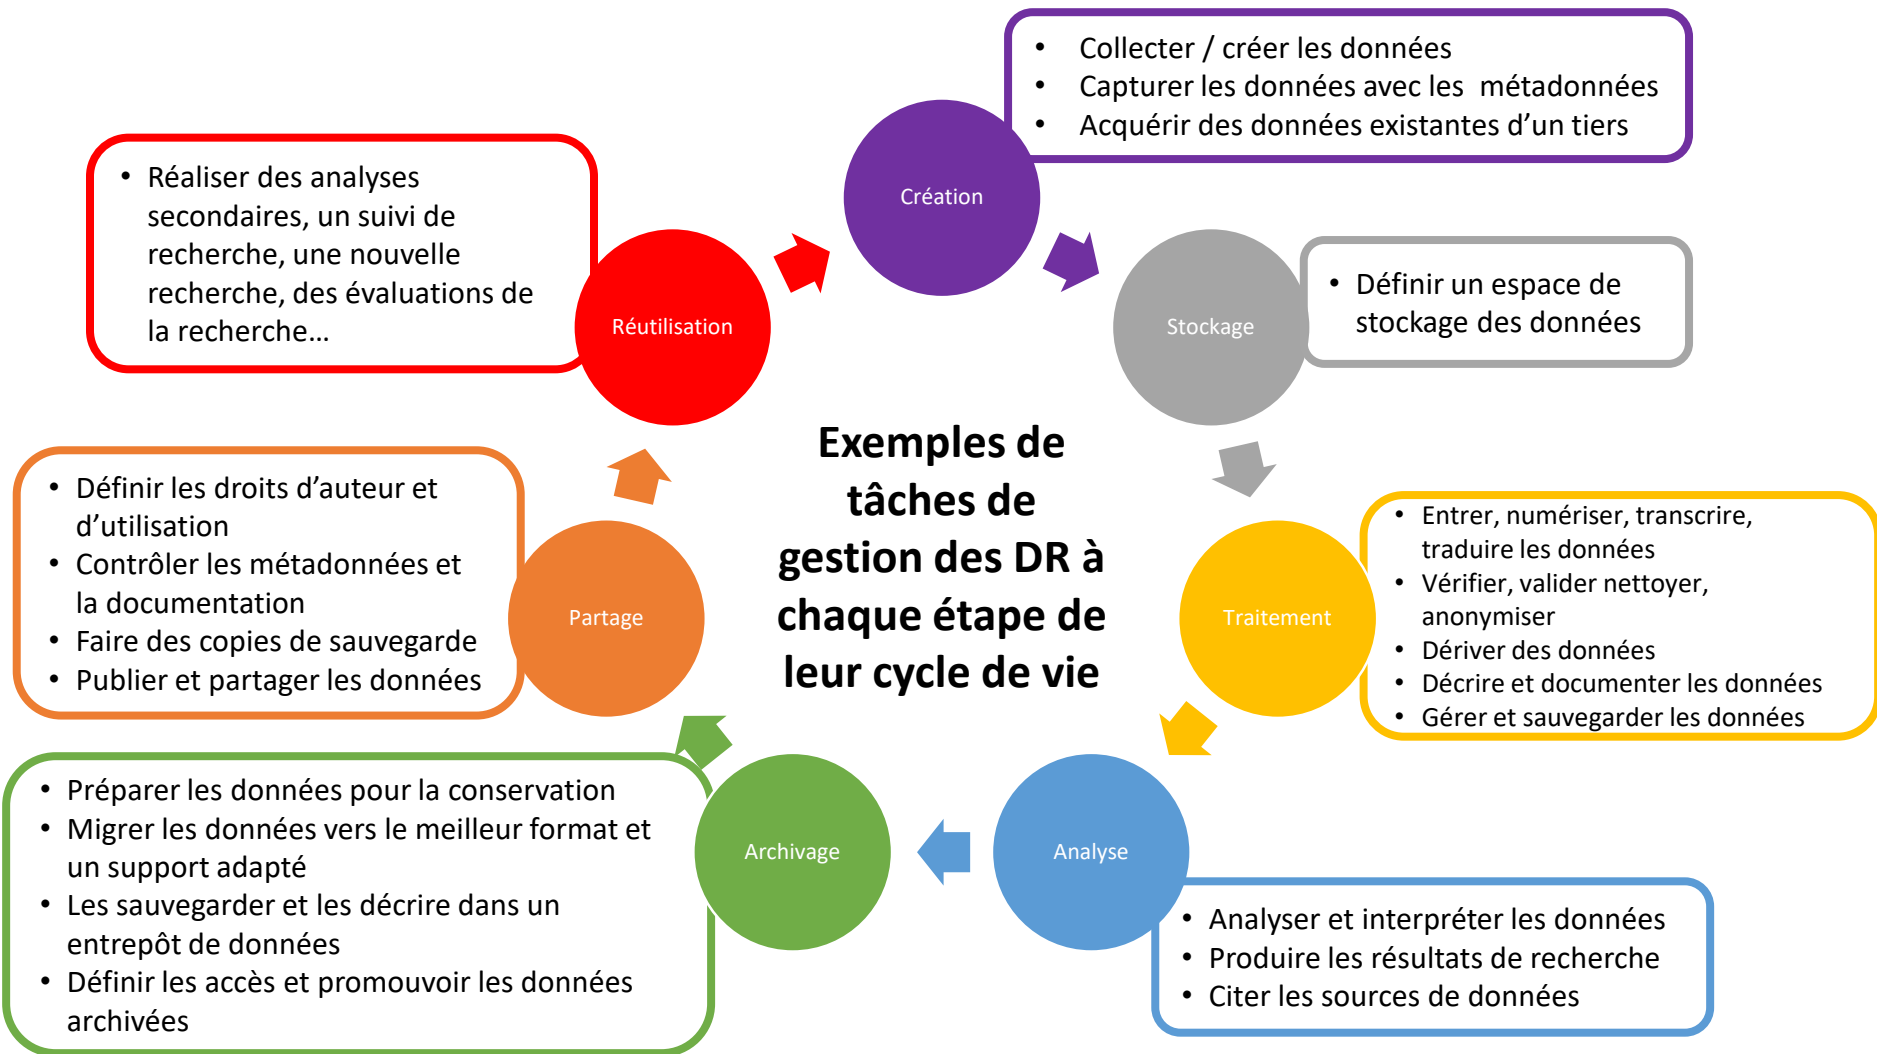 • Collecter / créer les données
• Capturer les données avec les métadonnées
• Acquérir des données existantes d'un tiers
Création
• Définir un espace de
stockage des données
Stockage
• Entrer, numériser, transcrire,
traduire les données
• Vérifier, valider nettoyer,
anonymiser
• Dériver des données
• Décrire et documenter les données
• Gérer et sauvegarder les données
Traitement
• Analyser et interpréter les données
• Produire les résultats de recherche
• Citer les sources de données
Analyse
• Préparer les données pour la conservation
• Migrer les données vers le meilleur format et
un support adapté
• Les sauvegarder et les décrire dans un
entrepôt de données
• Définir les accès et promouvoir les données
archivées
Archivage
• Définir les droits d'auteur et
d'utilisation
• Contrôler les métadonnées et
la documentation
• Faire des copies de sauvegarde
• Publier et partager les données
Partage
• Réaliser des analyses
secondaires, un suivi de
recherche, une nouvelle
recherche, des évaluations de
la recherche…
Réutilisation
Exemples de
tâches de
gestion des DR à
chaque étape de
leur cycle de vie